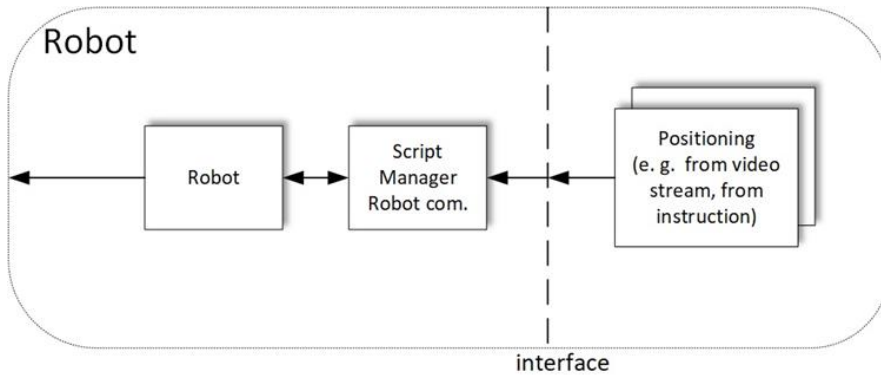 Robot
Robot
Script
Manager
Robot com.
Positioning
(e. g. from video
stream, from
instruction)
interface